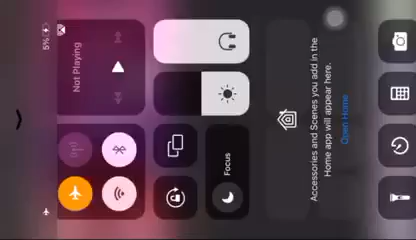 5%
Not Playing
Focus
Accessories and Scenes you add in the
Home app will appear here.
Open Home